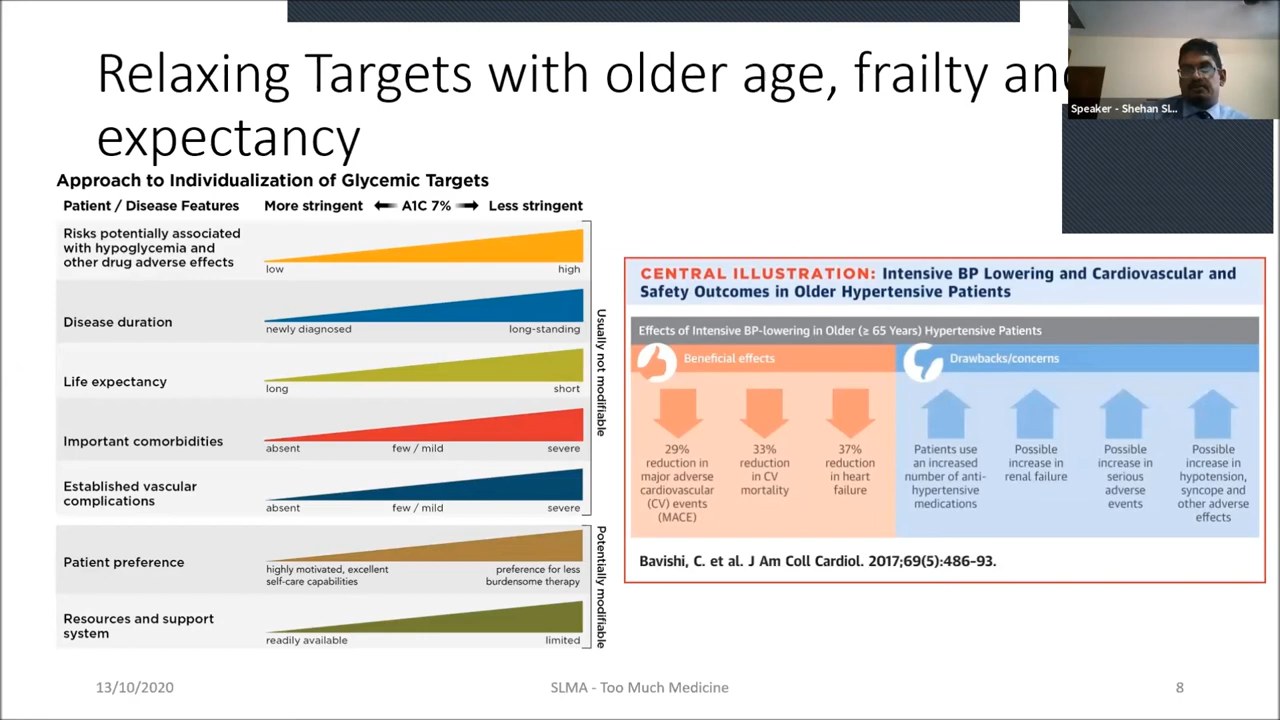 Relaxing Targets with older age, frailty
expectancy
Speaker - Shehan Sl...
Approach to Individualization of Glycemic Targets
Patient / Disease Features More stringent ⬅ A1C 7% ➡ Less stringent
Risks potentially associated
with hypoglycemia and
other drug adverse effects
low high
Disease duration
newly diagnosed long-standing
Life expectancy
long short
Important comorbidities
absent few / mild severe
Established vascular
complications
absent few / mild severe
Usually not modifiable
Patient preference
highly motivated, excellent
self-care capabilities
preference for less
burdensome therapy
Resources and support
system
readily available limited
Potentially modifiable
CENTRAL ILLUSTRATION: Intensive BP Lowering and Cardiovascular and
Safety Outcomes in Older Hypertensive Patients
Effects of Intensive BP-lowering in Older (≥ 65 Years) Hypertensive Patients
Beneficial effects
29%
reduction in
major adverse
cardiovascular
(CV) events
(MACE)
33%
reduction
in CV
mortality
37%
reduction
in heart
failure
Drawbacks/concerns
Patients use
an increased
number of anti-
hypertensive
medications
Possible
increase in
renal failure
Possible
increase in
serious
adverse
events
Possible
increase in
hypotension,
syncope and
other adverse
effects
Bavishi, C. et al. J Am Coll Cardiol. 2017;69(5):486–93.
13/10/2020
SLMA - Too Much Medicine
8